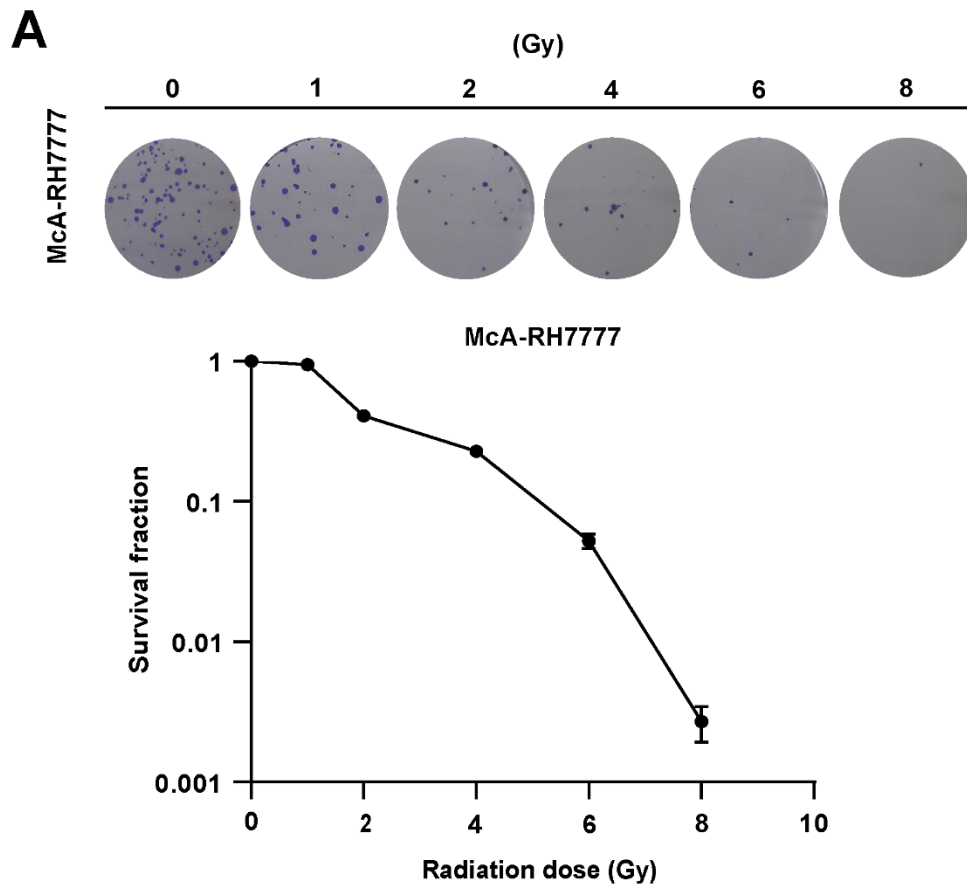 A
(Gy)
0 1 2 4 6 8
McA-RH7777
McA-RH7777
1
0.1
0.01
0.001
Survival fraction
0 2 4 6 8 10
Radiation dose (Gy)